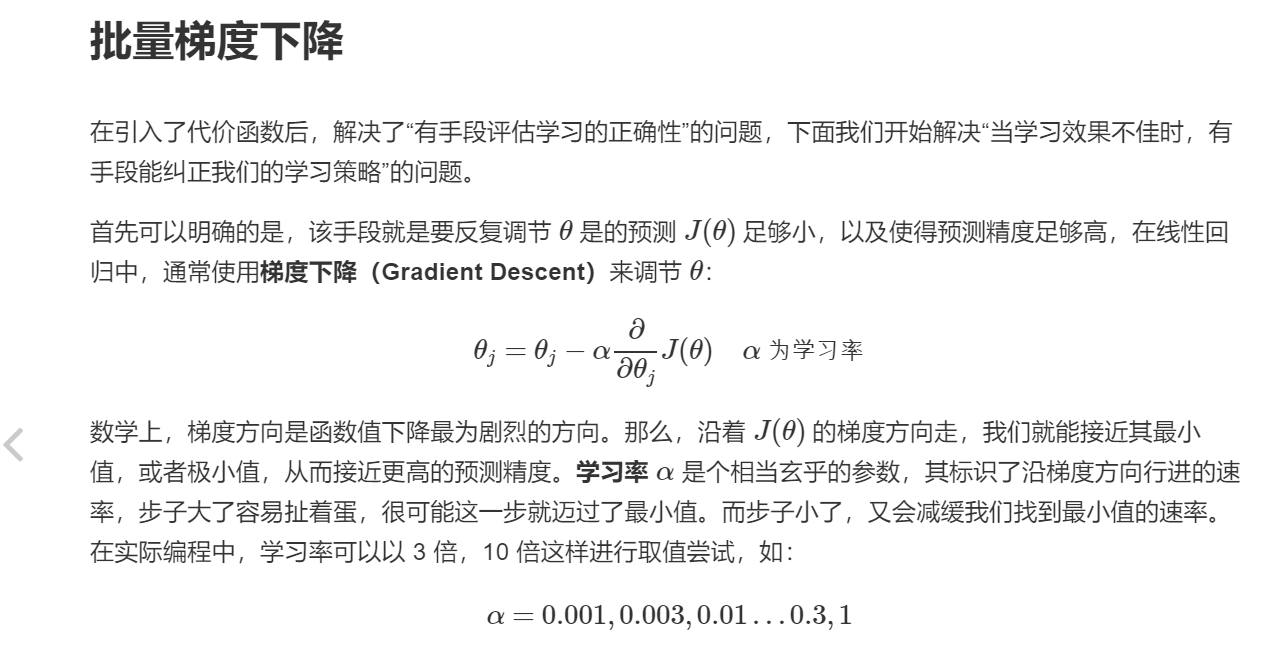 批量梯度下降
在引入了代价函数后，解决了“有手段评估学习的正确性”的问题，下面我们开始解决“当学习效果不佳时，有
手段能纠正我们的学习策略”的问题。
首先可以明确的是，该手段就是要反复调节 θ 是的预测 J(θ) 足够小，以及使得预测精度足够高，在线性回
归中，通常使用梯度下降（Gradient Descent）来调节 θ：
θ_j = θ_j − α ∂/∂θ_j J(θ) α 为学习率
数学上，梯度方向是函数值下降最为剧烈的方向。那么，沿着 J(θ) 的梯度方向走，我们就能接近其最小
值，或者极小值，从而接近更高的预测精度。学习率 α 是个相当玄乎的参数，其标识了沿梯度方向行进的速
率，步子大了容易扯着蛋，很可能这一步就迈过了最小值。而步子小了，又会减缓我们找到最小值的速率。
在实际编程中，学习率可以以 3 倍，10 倍这样进行取值尝试，如：
α = 0.001, 0.003, 0.01 … 0.3, 1